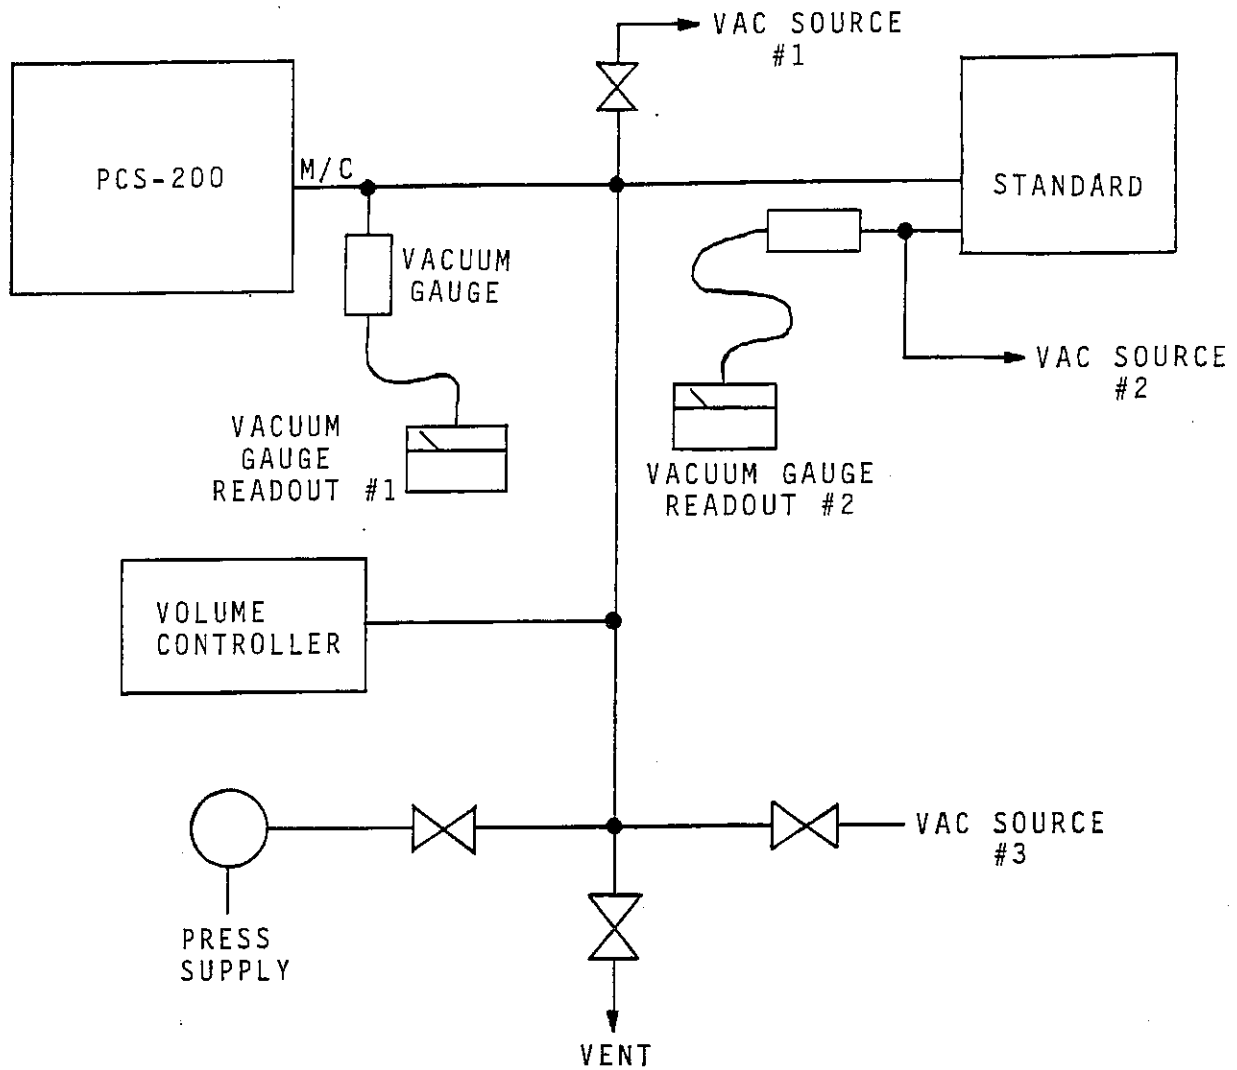 VAC SOURCE
#1
PCS-200
M/C
STANDARD
VACUUM
GAUGE
VAC SOURCE
#2
VACUUM
GAUGE
READOUT #1
VACUUM GAUGE
READOUT #2
VOLUME
CONTROLLER
VAC SOURCE
#3
PRESS
SUPPLY
VENT